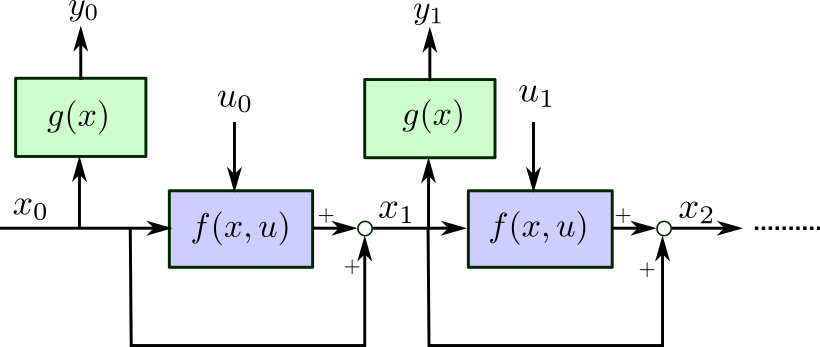 y₀ y₁
g(x) u₀ g(x) u₁
x₀ f(x, u) + x₁ f(x, u) + x₂
+ +